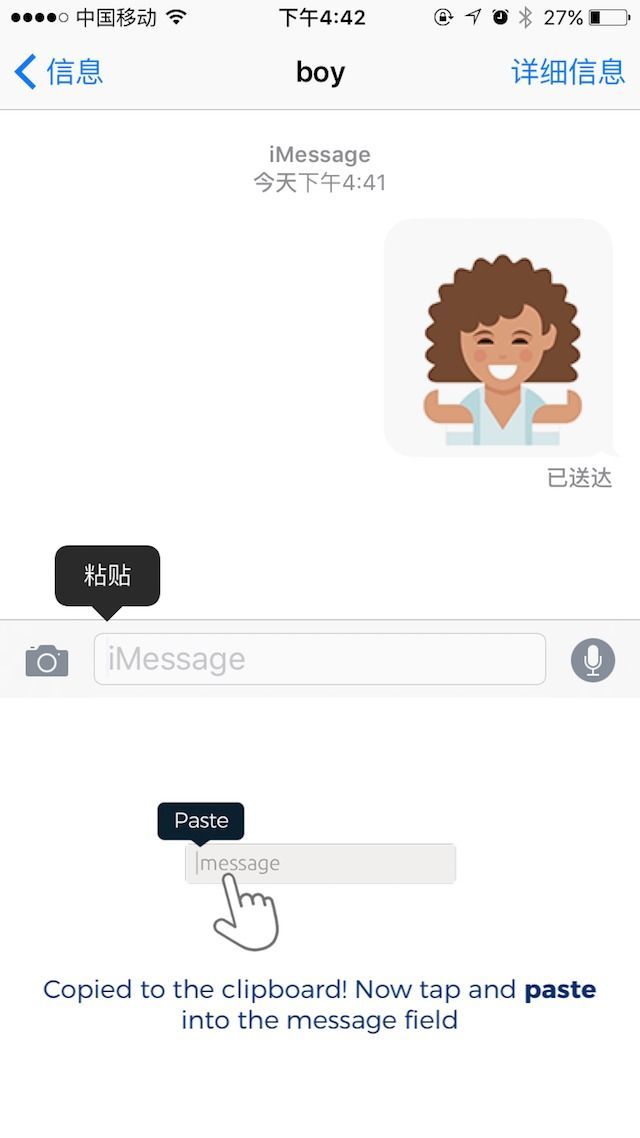 中国移动 下午4:42 27%
信息 boy 详细信息
iMessage
今天下午4:41
已送达
粘贴
iMessage
Paste
message
Copied to the clipboard! Now tap and paste
into the message field